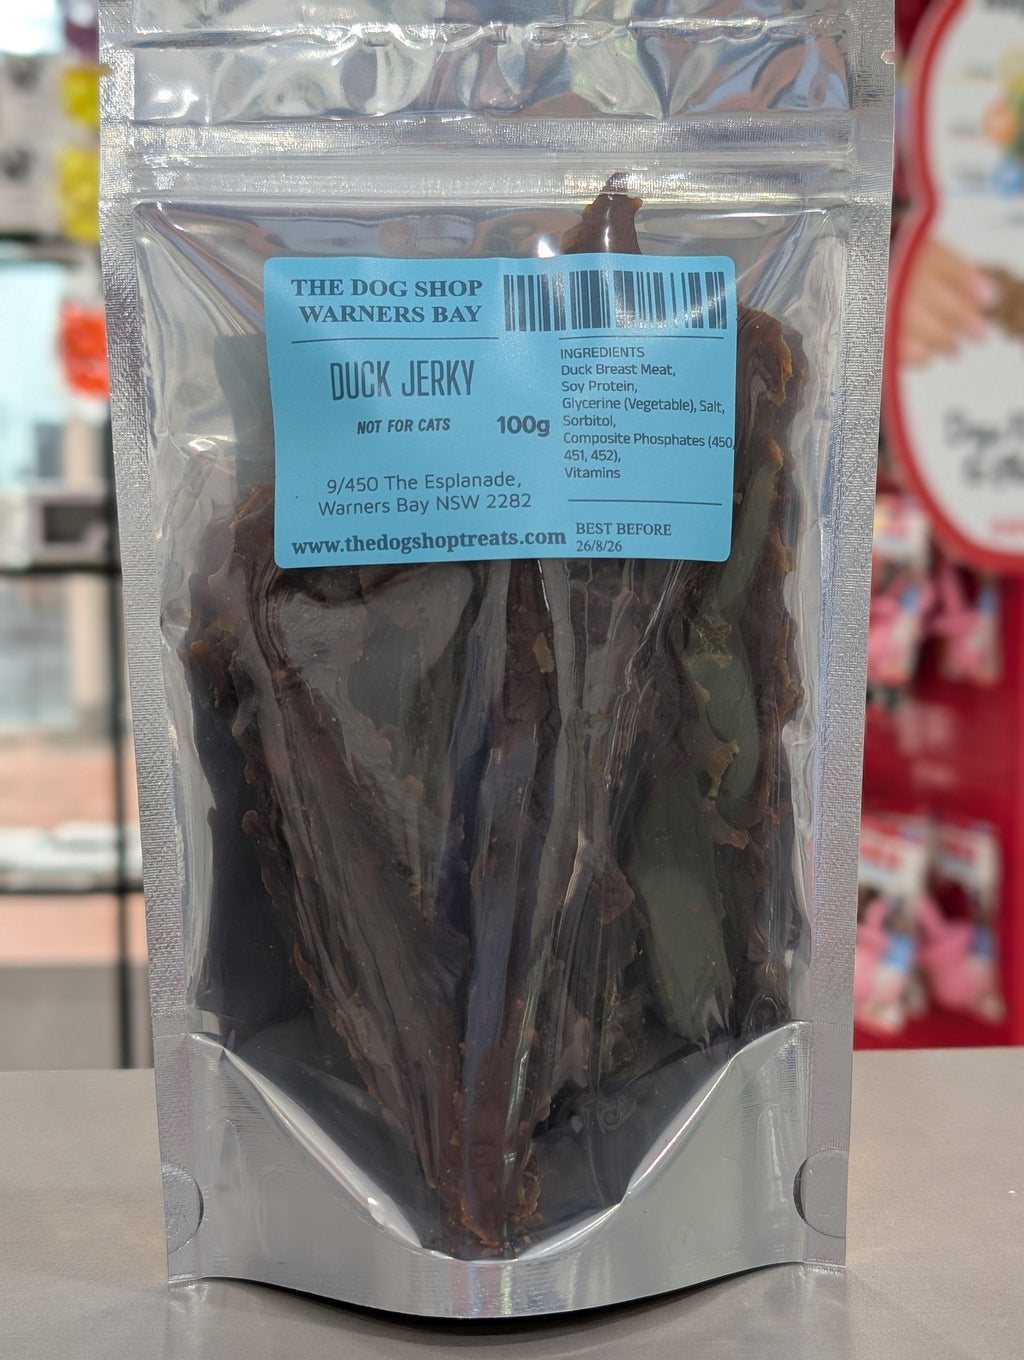 THE DOG SHOP
WARNERS BAY
DUCK JERKY
NOT FOR CATS
100g
9/450 The Esplanade,
Warners Bay NSW 2282
www.thedogshoptreats.com
INGREDIENTS
Duck Breast Meat,
Soy Protein,
Glycerine (Vegetable), Salt,
Sorbitol,
Composite Phosphates (450,
451, 452),
Vitamins
BEST BEFORE
26/8/26